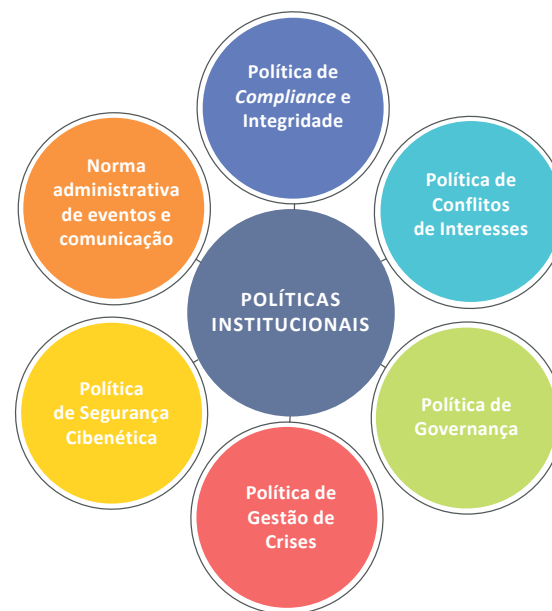 Política de
Compliance e
Integridade
Norma
administrativa
de eventos e
comunicação
Política de
Conflitos
de Interesses
POLÍTICAS
INSTITUCIONAIS
Política
de Segurança
Cibenética
Política de
Governança
Política de
Gestão de
Crises